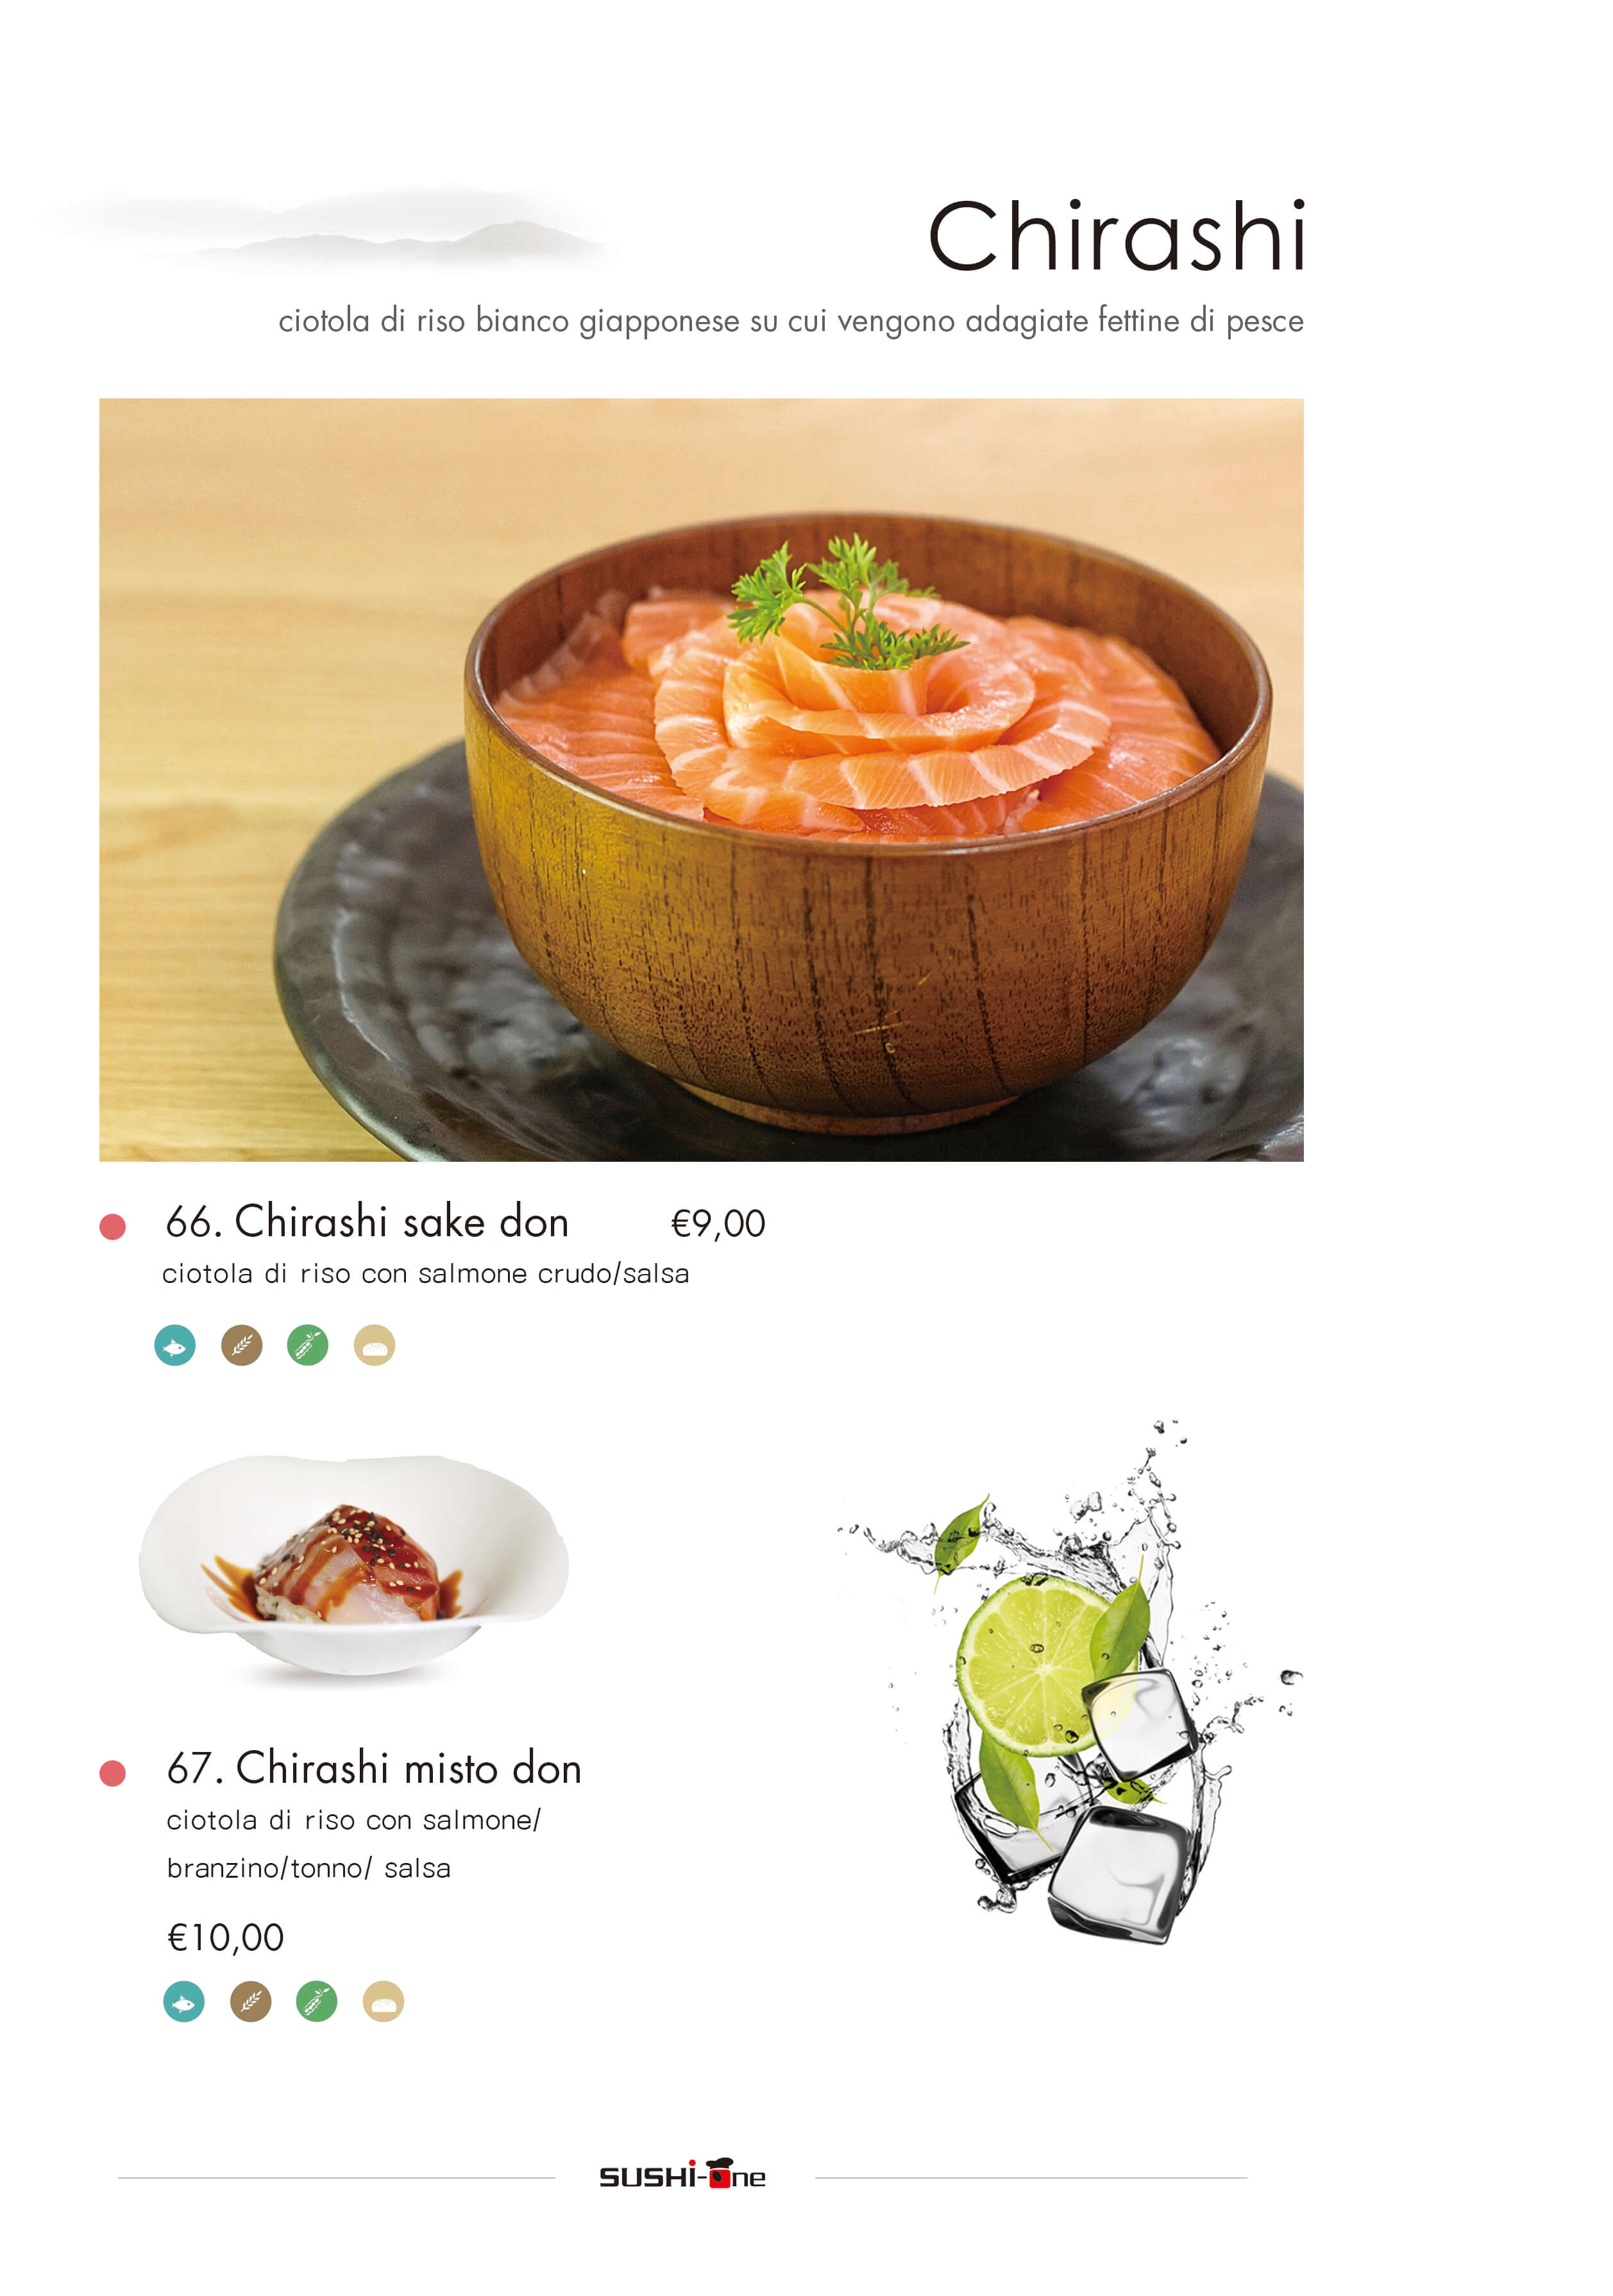 Chirashi
ciotola di riso bianco giapponese su cui vengono adagiate fettine di pesce
66. Chirashi sake don €9,00
ciotola di riso con salmone crudo/salsa
67. Chirashi misto don
ciotola di riso con salmone/
branzino/tonno/ salsa
€10,00
SUSHi-One